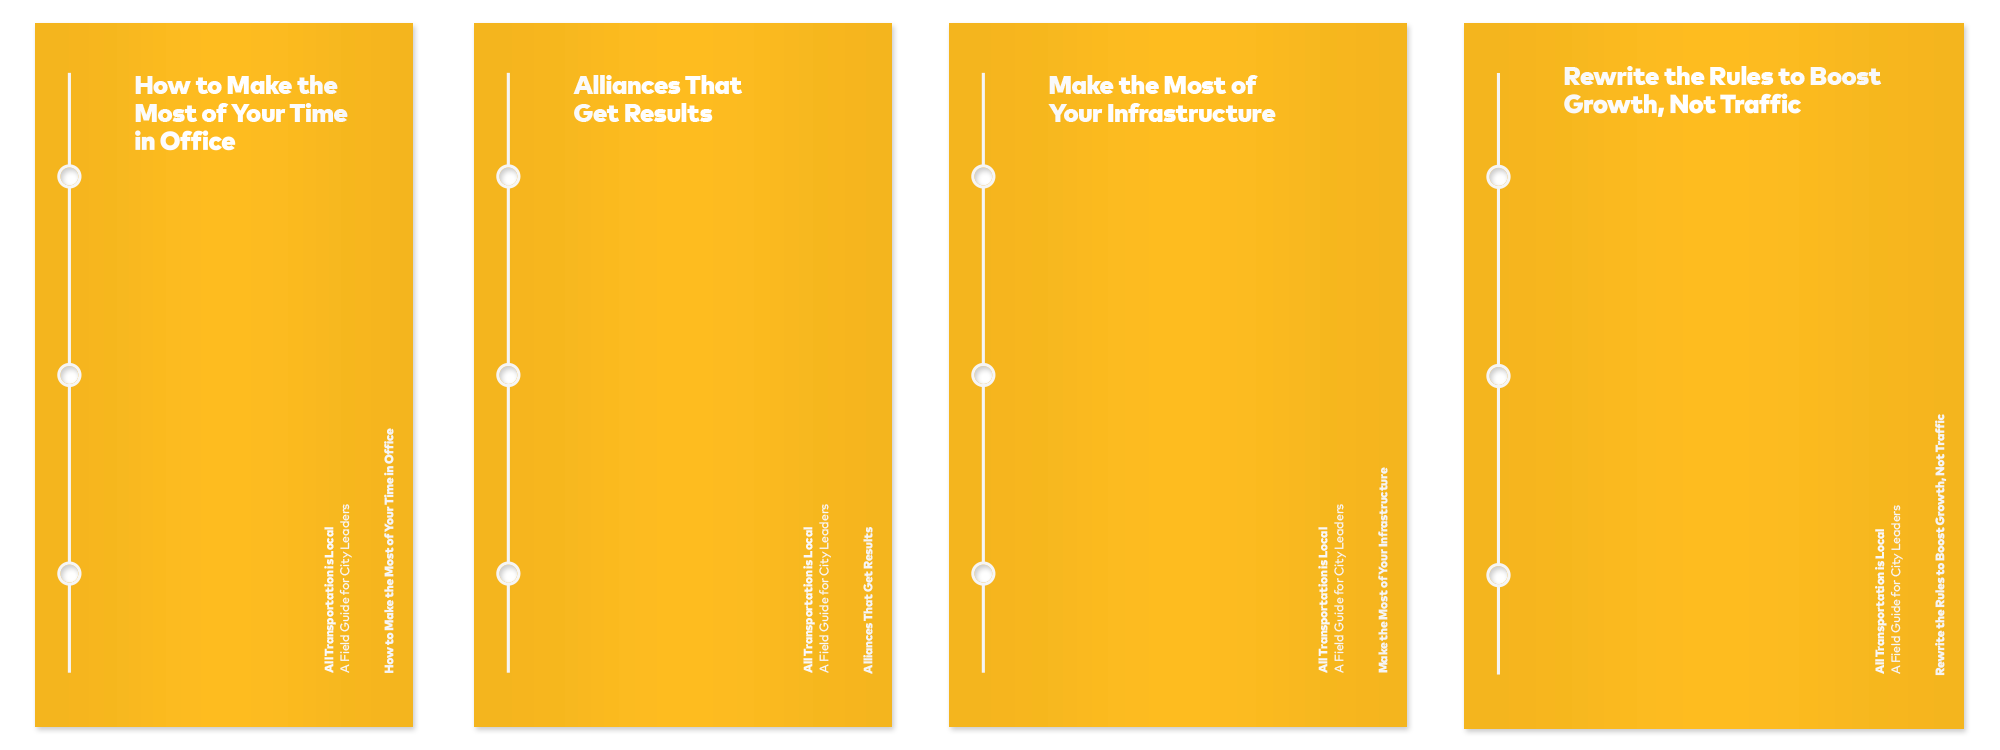 How to Make the
Most of Your Time
in Office
All Transportation is Local
A Field Guide for City Leaders
How to Make the Most of Your Time in Office
Alliances That
Get Results
All Transportation is Local
A Field Guide for City Leaders
Alliances That Get Results
Make the Most of
Your Infrastructure
All Transportation is Local
A Field Guide for City Leaders
Make the Most of Your Infrastructure
Rewrite the Rules to Boost
Growth, Not Traffic
All Transportation is Local
A Field Guide for City Leaders
Rewrite the Rules to Boost Growth, Not Traffic